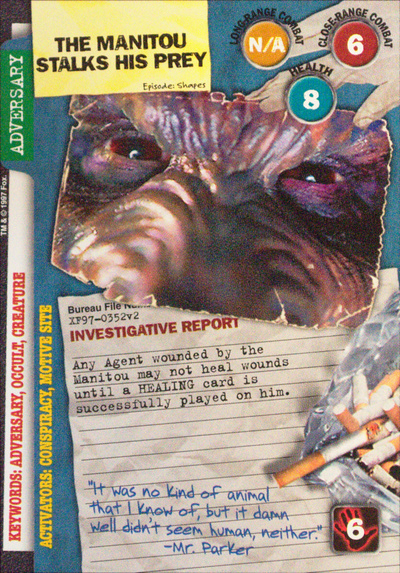 THE MANITOU
STALKS HIS PREY
Episode: Shapes
LONG-RANGE COMBAT
N/A
CLOSE-RANGE COMBAT
6
HEALTH
8
ADVERSARY
TM & © 1997 Fox.
KEYWORDS: ADVERSARY, OCCULT, CREATURE
ACTIVATORS: CONSPIRACY, MOTIVE SITE
Bureau File
XF97-0352v2
INVESTIGATIVE REPORT
Any Agent wounded by the
Manitou may not heal wounds
until a HEALING card is
successfully played on him.
"It was no kind of animal
that I know of, but it damn
well didn't seem human, neither."
-Mr. Parker
6